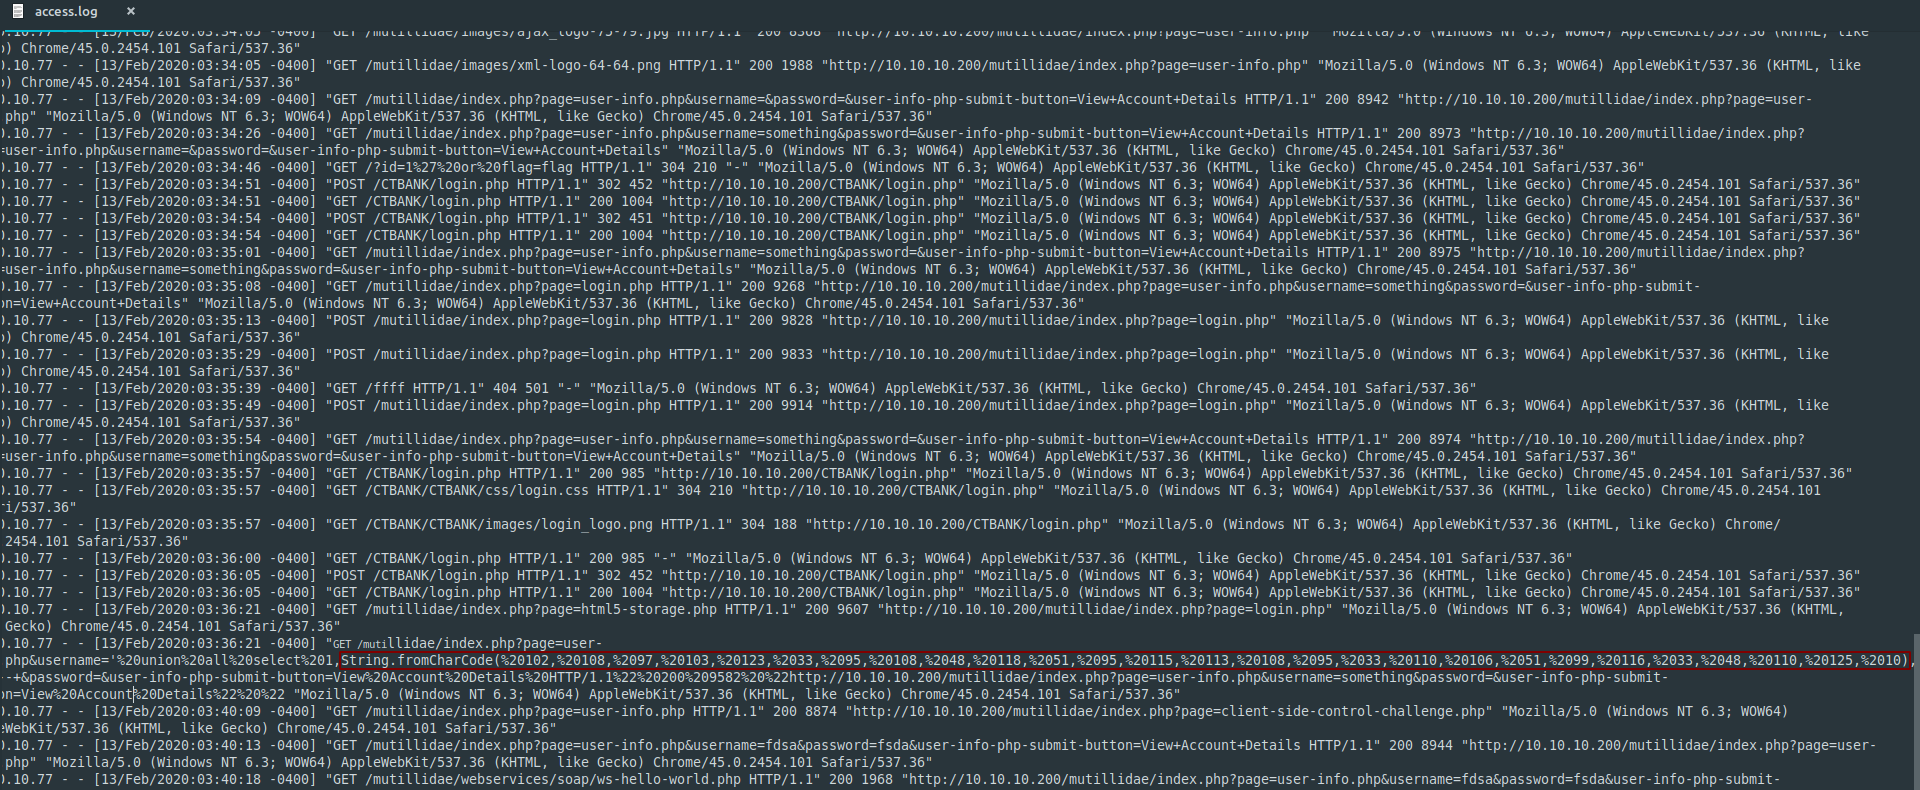 access.log ×
).10.77 - - [13/Feb/2020:03:34:05 -0400] "GET /mutillidae/images/ajax_logo-75-79.jpg HTTP/1.1" 200 8568 "http://10.10.10.200/mutillidae/index.php?page=user-info.php" "Mozilla/5.0 (Windows NT 6.3; WOW64) AppleWebKit/537.36 (KHTML, like
) Chrome/45.0.2454.101 Safari/537.36"
).10.77 - - [13/Feb/2020:03:34:05 -0400] "GET /mutillidae/images/xml-logo-64-64.png HTTP/1.1" 200 1988 "http://10.10.10.200/mutillidae/index.php?page=user-info.php" "Mozilla/5.0 (Windows NT 6.3; WOW64) AppleWebKit/537.36 (KHTML, like
) Chrome/45.0.2454.101 Safari/537.36"
).10.77 - - [13/Feb/2020:03:34:09 -0400] "GET /mutillidae/index.php?page=user-info.php&username=&password=&user-info-php-submit-button=View+Account+Details HTTP/1.1" 200 8942 "http://10.10.10.200/mutillidae/index.php?page=user-
php" "Mozilla/5.0 (Windows NT 6.3; WOW64) AppleWebKit/537.36 (KHTML, like Gecko) Chrome/45.0.2454.101 Safari/537.36"
).10.77 - - [13/Feb/2020:03:34:26 -0400] "GET /mutillidae/index.php?page=user-info.php&username=something&password=&user-info-php-submit-button=View+Account+Details HTTP/1.1" 200 8973 "http://10.10.10.200/mutillidae/index.php?
=user-info.php&username=&password=&user-info-php-submit-button=View+Account+Details" "Mozilla/5.0 (Windows NT 6.3; WOW64) AppleWebKit/537.36 (KHTML, like Gecko) Chrome/45.0.2454.101 Safari/537.36"
).10.77 - - [13/Feb/2020:03:34:46 -0400] "GET /?id=1%27%20or%20flag=flag HTTP/1.1" 304 210 "-" "Mozilla/5.0 (Windows NT 6.3; WOW64) AppleWebKit/537.36 (KHTML, like Gecko) Chrome/45.0.2454.101 Safari/537.36"
).10.77 - - [13/Feb/2020:03:34:51 -0400] "POST /CTBANK/login.php HTTP/1.1" 302 452 "http://10.10.10.200/CTBANK/login.php" "Mozilla/5.0 (Windows NT 6.3; WOW64) AppleWebKit/537.36 (KHTML, like Gecko) Chrome/45.0.2454.101 Safari/537.36"
).10.77 - - [13/Feb/2020:03:34:51 -0400] "GET /CTBANK/login.php HTTP/1.1" 200 1004 "http://10.10.10.200/CTBANK/login.php" "Mozilla/5.0 (Windows NT 6.3; WOW64) AppleWebKit/537.36 (KHTML, like Gecko) Chrome/45.0.2454.101 Safari/537.36"
).10.77 - - [13/Feb/2020:03:34:54 -0400] "POST /CTBANK/login.php HTTP/1.1" 302 451 "http://10.10.10.200/CTBANK/login.php" "Mozilla/5.0 (Windows NT 6.3; WOW64) AppleWebKit/537.36 (KHTML, like Gecko) Chrome/45.0.2454.101 Safari/537.36"
).10.77 - - [13/Feb/2020:03:34:54 -0400] "GET /CTBANK/login.php HTTP/1.1" 200 1004 "http://10.10.10.200/CTBANK/login.php" "Mozilla/5.0 (Windows NT 6.3; WOW64) AppleWebKit/537.36 (KHTML, like Gecko) Chrome/45.0.2454.101 Safari/537.36"
).10.77 - - [13/Feb/2020:03:35:01 -0400] "GET /mutillidae/index.php?page=user-info.php&username=something&password=&user-info-php-submit-button=View+Account+Details HTTP/1.1" 200 8975 "http://10.10.10.200/mutillidae/index.php?
=user-info.php&username=something&password=&user-info-php-submit-button=View+Account+Details" "Mozilla/5.0 (Windows NT 6.3; WOW64) AppleWebKit/537.36 (KHTML, like Gecko) Chrome/45.0.2454.101 Safari/537.36"
).10.77 - - [13/Feb/2020:03:35:08 -0400] "GET /mutillidae/index.php?page=login.php HTTP/1.1" 200 9268 "http://10.10.10.200/mutillidae/index.php?page=user-info.php&username=something&password=&user-info-php-submit-
on=View+Account+Details" "Mozilla/5.0 (Windows NT 6.3; WOW64) AppleWebKit/537.36 (KHTML, like Gecko) Chrome/45.0.2454.101 Safari/537.36"
).10.77 - - [13/Feb/2020:03:35:13 -0400] "POST /mutillidae/index.php?page=login.php HTTP/1.1" 200 9828 "http://10.10.10.200/mutillidae/index.php?page=login.php" "Mozilla/5.0 (Windows NT 6.3; WOW64) AppleWebKit/537.36 (KHTML, like
) Chrome/45.0.2454.101 Safari/537.36"
).10.77 - - [13/Feb/2020:03:35:29 -0400] "POST /mutillidae/index.php?page=login.php HTTP/1.1" 200 9833 "http://10.10.10.200/mutillidae/index.php?page=login.php" "Mozilla/5.0 (Windows NT 6.3; WOW64) AppleWebKit/537.36 (KHTML, like
) Chrome/45.0.2454.101 Safari/537.36"
).10.77 - - [13/Feb/2020:03:35:39 -0400] "GET /ffff HTTP/1.1" 404 501 "-" "Mozilla/5.0 (Windows NT 6.3; WOW64) AppleWebKit/537.36 (KHTML, like Gecko) Chrome/45.0.2454.101 Safari/537.36"
).10.77 - - [13/Feb/2020:03:35:49 -0400] "POST /mutillidae/index.php?page=login.php HTTP/1.1" 200 9914 "http://10.10.10.200/mutillidae/index.php?page=login.php" "Mozilla/5.0 (Windows NT 6.3; WOW64) AppleWebKit/537.36 (KHTML, like
) Chrome/45.0.2454.101 Safari/537.36"
).10.77 - - [13/Feb/2020:03:35:54 -0400] "GET /mutillidae/index.php?page=user-info.php&username=something&password=&user-info-php-submit-button=View+Account+Details HTTP/1.1" 200 8974 "http://10.10.10.200/mutillidae/index.php?
=user-info.php&username=something&password=&user-info-php-submit-button=View+Account+Details" "Mozilla/5.0 (Windows NT 6.3; WOW64) AppleWebKit/537.36 (KHTML, like Gecko) Chrome/45.0.2454.101 Safari/537.36"
).10.77 - - [13/Feb/2020:03:35:57 -0400] "GET /CTBANK/login.php HTTP/1.1" 200 985 "http://10.10.10.200/CTBANK/login.php" "Mozilla/5.0 (Windows NT 6.3; WOW64) AppleWebKit/537.36 (KHTML, like Gecko) Chrome/45.0.2454.101 Safari/537.36"
).10.77 - - [13/Feb/2020:03:35:57 -0400] "GET /CTBANK/CTBANK/css/login.css HTTP/1.1" 304 210 "http://10.10.10.200/CTBANK/login.php" "Mozilla/5.0 (Windows NT 6.3; WOW64) AppleWebKit/537.36 (KHTML, like Gecko) Chrome/45.0.2454.101
ri/537.36"
).10.77 - - [13/Feb/2020:03:35:57 -0400] "GET /CTBANK/CTBANK/images/login_logo.png HTTP/1.1" 304 188 "http://10.10.10.200/CTBANK/login.php" "Mozilla/5.0 (Windows NT 6.3; WOW64) AppleWebKit/537.36 (KHTML, like Gecko) Chrome/
2454.101 Safari/537.36"
).10.77 - - [13/Feb/2020:03:36:00 -0400] "GET /CTBANK/login.php HTTP/1.1" 200 985 "-" "Mozilla/5.0 (Windows NT 6.3; WOW64) AppleWebKit/537.36 (KHTML, like Gecko) Chrome/45.0.2454.101 Safari/537.36"
).10.77 - - [13/Feb/2020:03:36:05 -0400] "POST /CTBANK/login.php HTTP/1.1" 302 452 "http://10.10.10.200/CTBANK/login.php" "Mozilla/5.0 (Windows NT 6.3; WOW64) AppleWebKit/537.36 (KHTML, like Gecko) Chrome/45.0.2454.101 Safari/537.36"
).10.77 - - [13/Feb/2020:03:36:05 -0400] "GET /CTBANK/login.php HTTP/1.1" 200 1004 "http://10.10.10.200/CTBANK/login.php" "Mozilla/5.0 (Windows NT 6.3; WOW64) AppleWebKit/537.36 (KHTML, like Gecko) Chrome/45.0.2454.101 Safari/537.36"
).10.77 - - [13/Feb/2020:03:36:21 -0400] "GET /mutillidae/index.php?page=html5-storage.php HTTP/1.1" 200 9607 "http://10.10.10.200/mutillidae/index.php?page=login.php" "Mozilla/5.0 (Windows NT 6.3; WOW64) AppleWebKit/537.36 (KHTML,
Gecko) Chrome/45.0.2454.101 Safari/537.36"
).10.77 - - [13/Feb/2020:03:36:21 -0400] "GET /mutillidae/index.php?page=user-
php&username='%20union%20all%20select%201,String.fromCharCode(%20102,%20108,%2097,%20103,%20123,%2033,%2095,%20108,%2048,%20118,%2051,%2095,%20115,%20113,%20108,%2095,%2033,%20110,%20106,%2051,%2099,%20116,%2033,%2048,%20110,%20125,%2010),
--+&password=&user-info-php-submit-button=View%20Account%20Details%20HTTP/1.1%22%20200%209582%20%22http://10.10.10.200/mutillidae/index.php?page=user-info.php&username=something&password=&user-info-php-submit-
on=View%20Account%20Details%22%20%22 "Mozilla/5.0 (Windows NT 6.3; WOW64) AppleWebKit/537.36 (KHTML, like Gecko) Chrome/45.0.2454.101 Safari/537.36"
).10.77 - - [13/Feb/2020:03:40:09 -0400] "GET /mutillidae/index.php?page=user-info.php HTTP/1.1" 200 8874 "http://10.10.10.200/mutillidae/index.php?page=client-side-control-challenge.php" "Mozilla/5.0 (Windows NT 6.3; WOW64)
WebKit/537.36 (KHTML, like Gecko) Chrome/45.0.2454.101 Safari/537.36"
).10.77 - - [13/Feb/2020:03:40:13 -0400] "GET /mutillidae/index.php?page=user-info.php&username=fdsa&password=fsda&user-info-php-submit-button=View+Account+Details HTTP/1.1" 200 8944 "http://10.10.10.200/mutillidae/index.php?page=user-
php" "Mozilla/5.0 (Windows NT 6.3; WOW64) AppleWebKit/537.36 (KHTML, like Gecko) Chrome/45.0.2454.101 Safari/537.36"
).10.77 - - [13/Feb/2020:03:40:18 -0400] "GET /mutillidae/webservices/soap/ws-hello-world.php HTTP/1.1" 200 1968 "http://10.10.10.200/mutillidae/index.php?page=user-info.php&username=fdsa&password=fsda&user-info-php-submit-